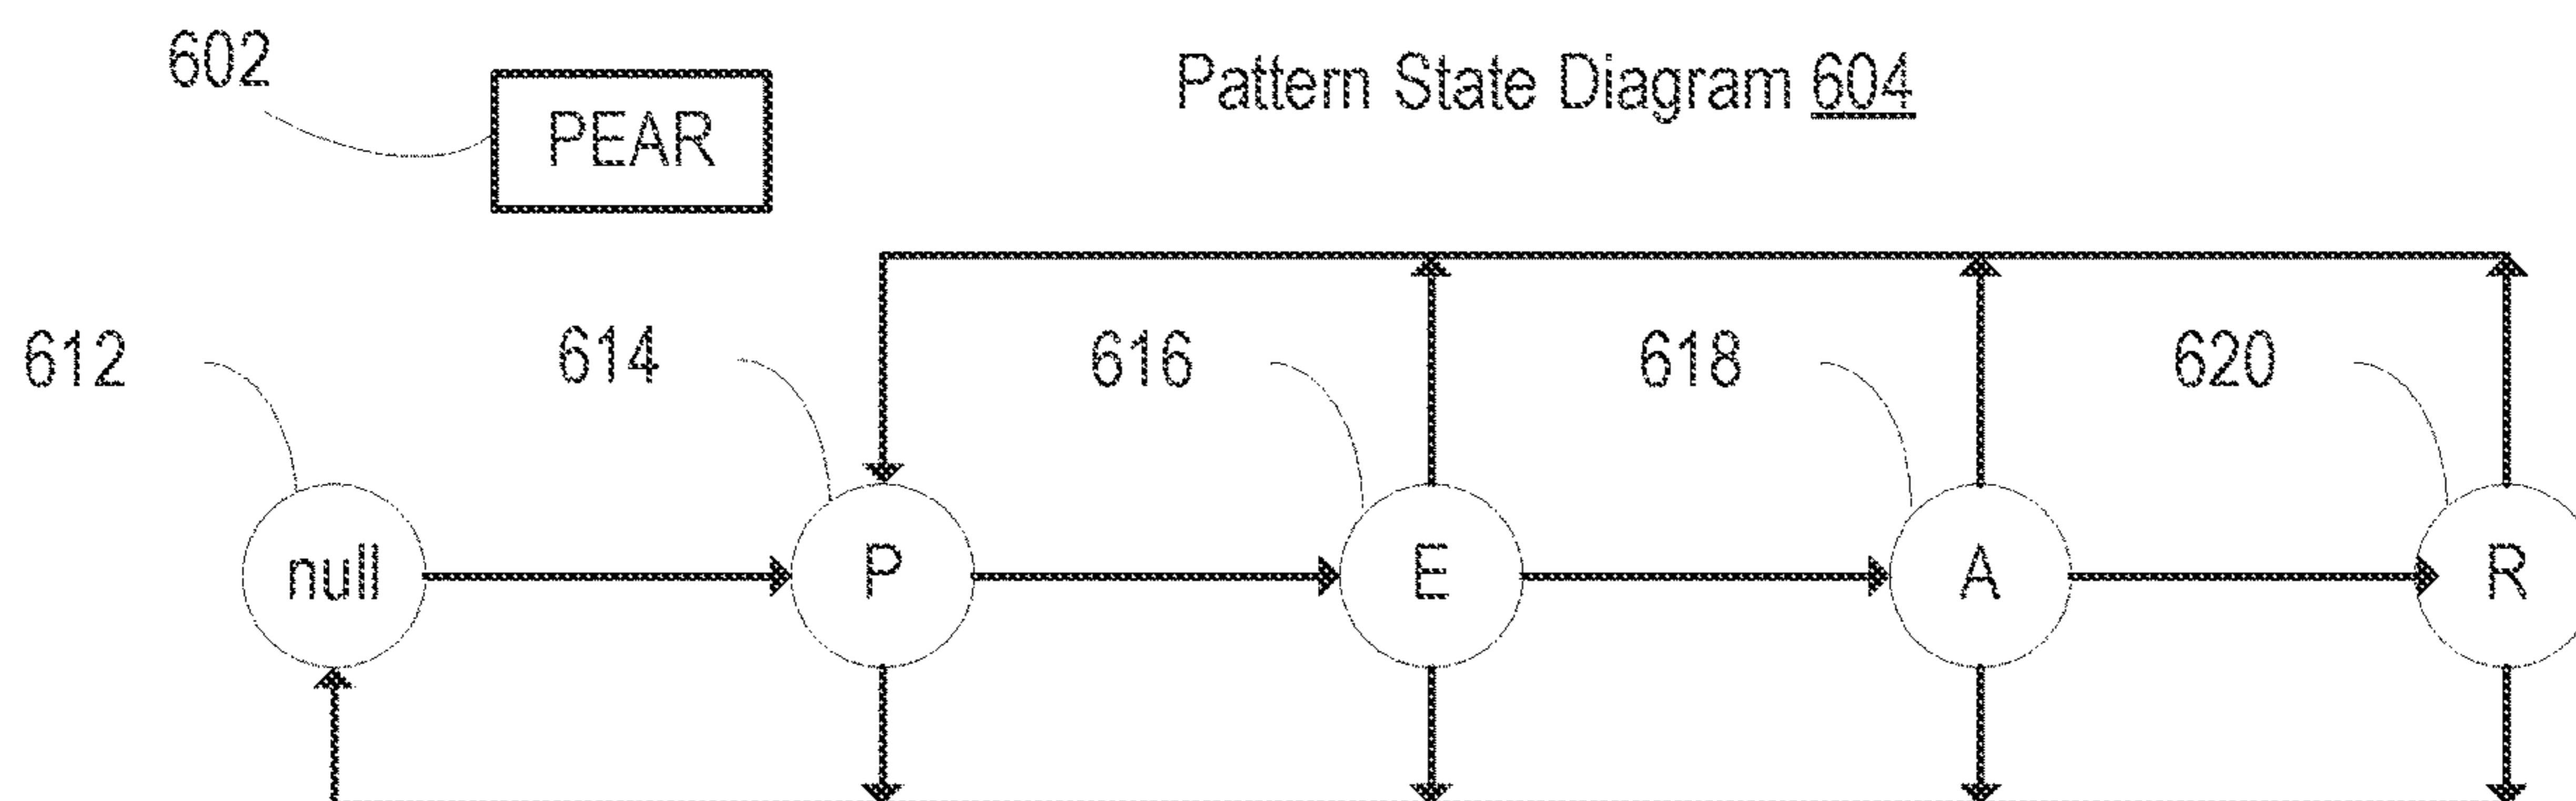 602
PEAR
Pattern State Diagram 604
612
614
616
618
620
null
P
E
A
R